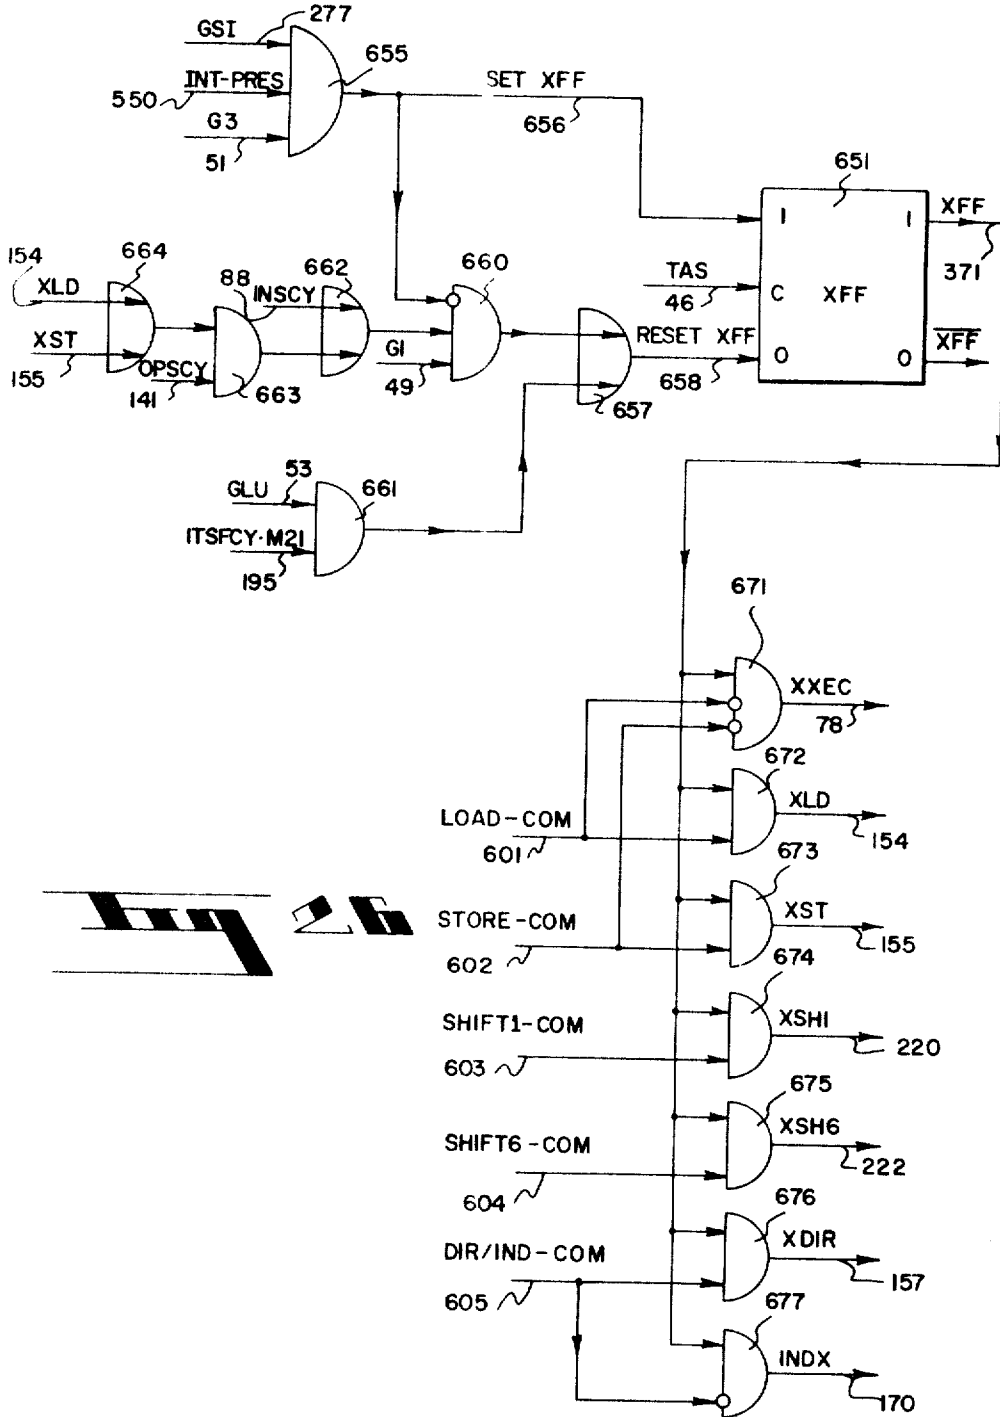 277
GSI
655
INT-PRES
550
SET XFF
656
G3
51
651
1
1
XFF
371
154
XLD
664
88
INSCY
662
660
TAS
46
C
XFF
XST
155
OPSCY
141
663
G1
49
RESET XFF
658
0
0
XFF
657
GLU
53
661
ITSFCY·M21
195
671
XXEC
78
672
LOAD-COM
601
XLD
154
673
Fig 26
STORE-COM
602
XST
155
674
SHIFT1-COM
603
XSH1
220
675
SHIFT6-COM
604
XSH6
222
676
DIR/IND-COM
605
XDIR
157
677
INDX
170